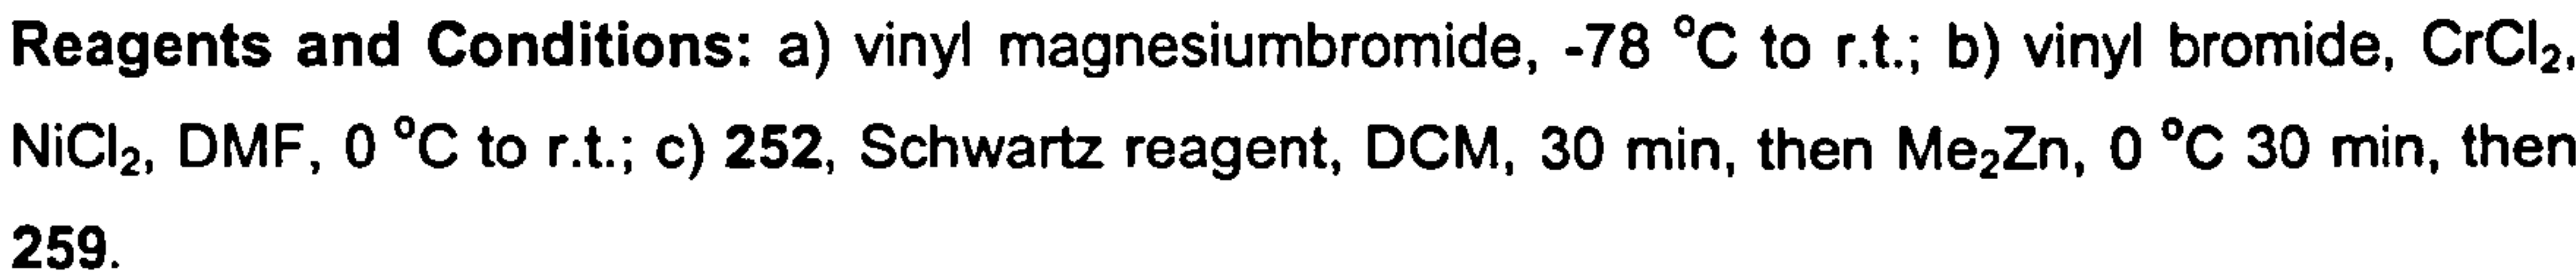 Reagents and Conditions: a) vinyl magnesiumbromide, -78 °C to r.t.; b) vinyl bromide, CrCl₂,
NiCl₂, DMF, 0 °C to r.t.; c) 252, Schwartz reagent, DCM, 30 min, then Me₂Zn, 0 °C 30 min, then
259.